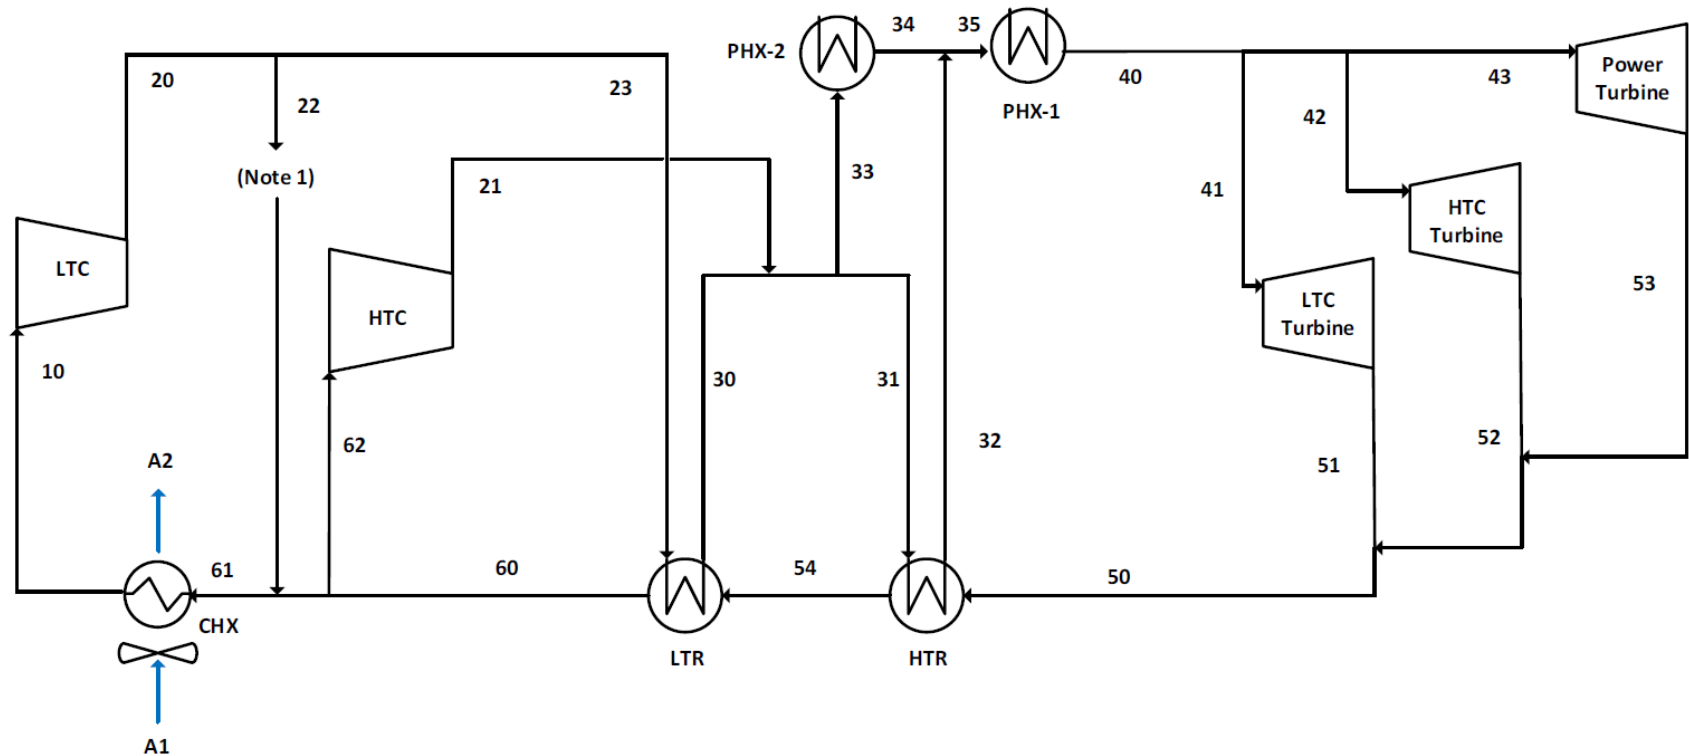 20
22
23
PHX-2
34
35
PHX-1
40
43
Power
Turbine
42
(Note 1)
21
33
41
HTC
Turbine
LTC
HTC
LTC
Turbine
53
10
30
31
62
32
51
52
A2
61
60
54
50
CHX
LTR
HTR
A1